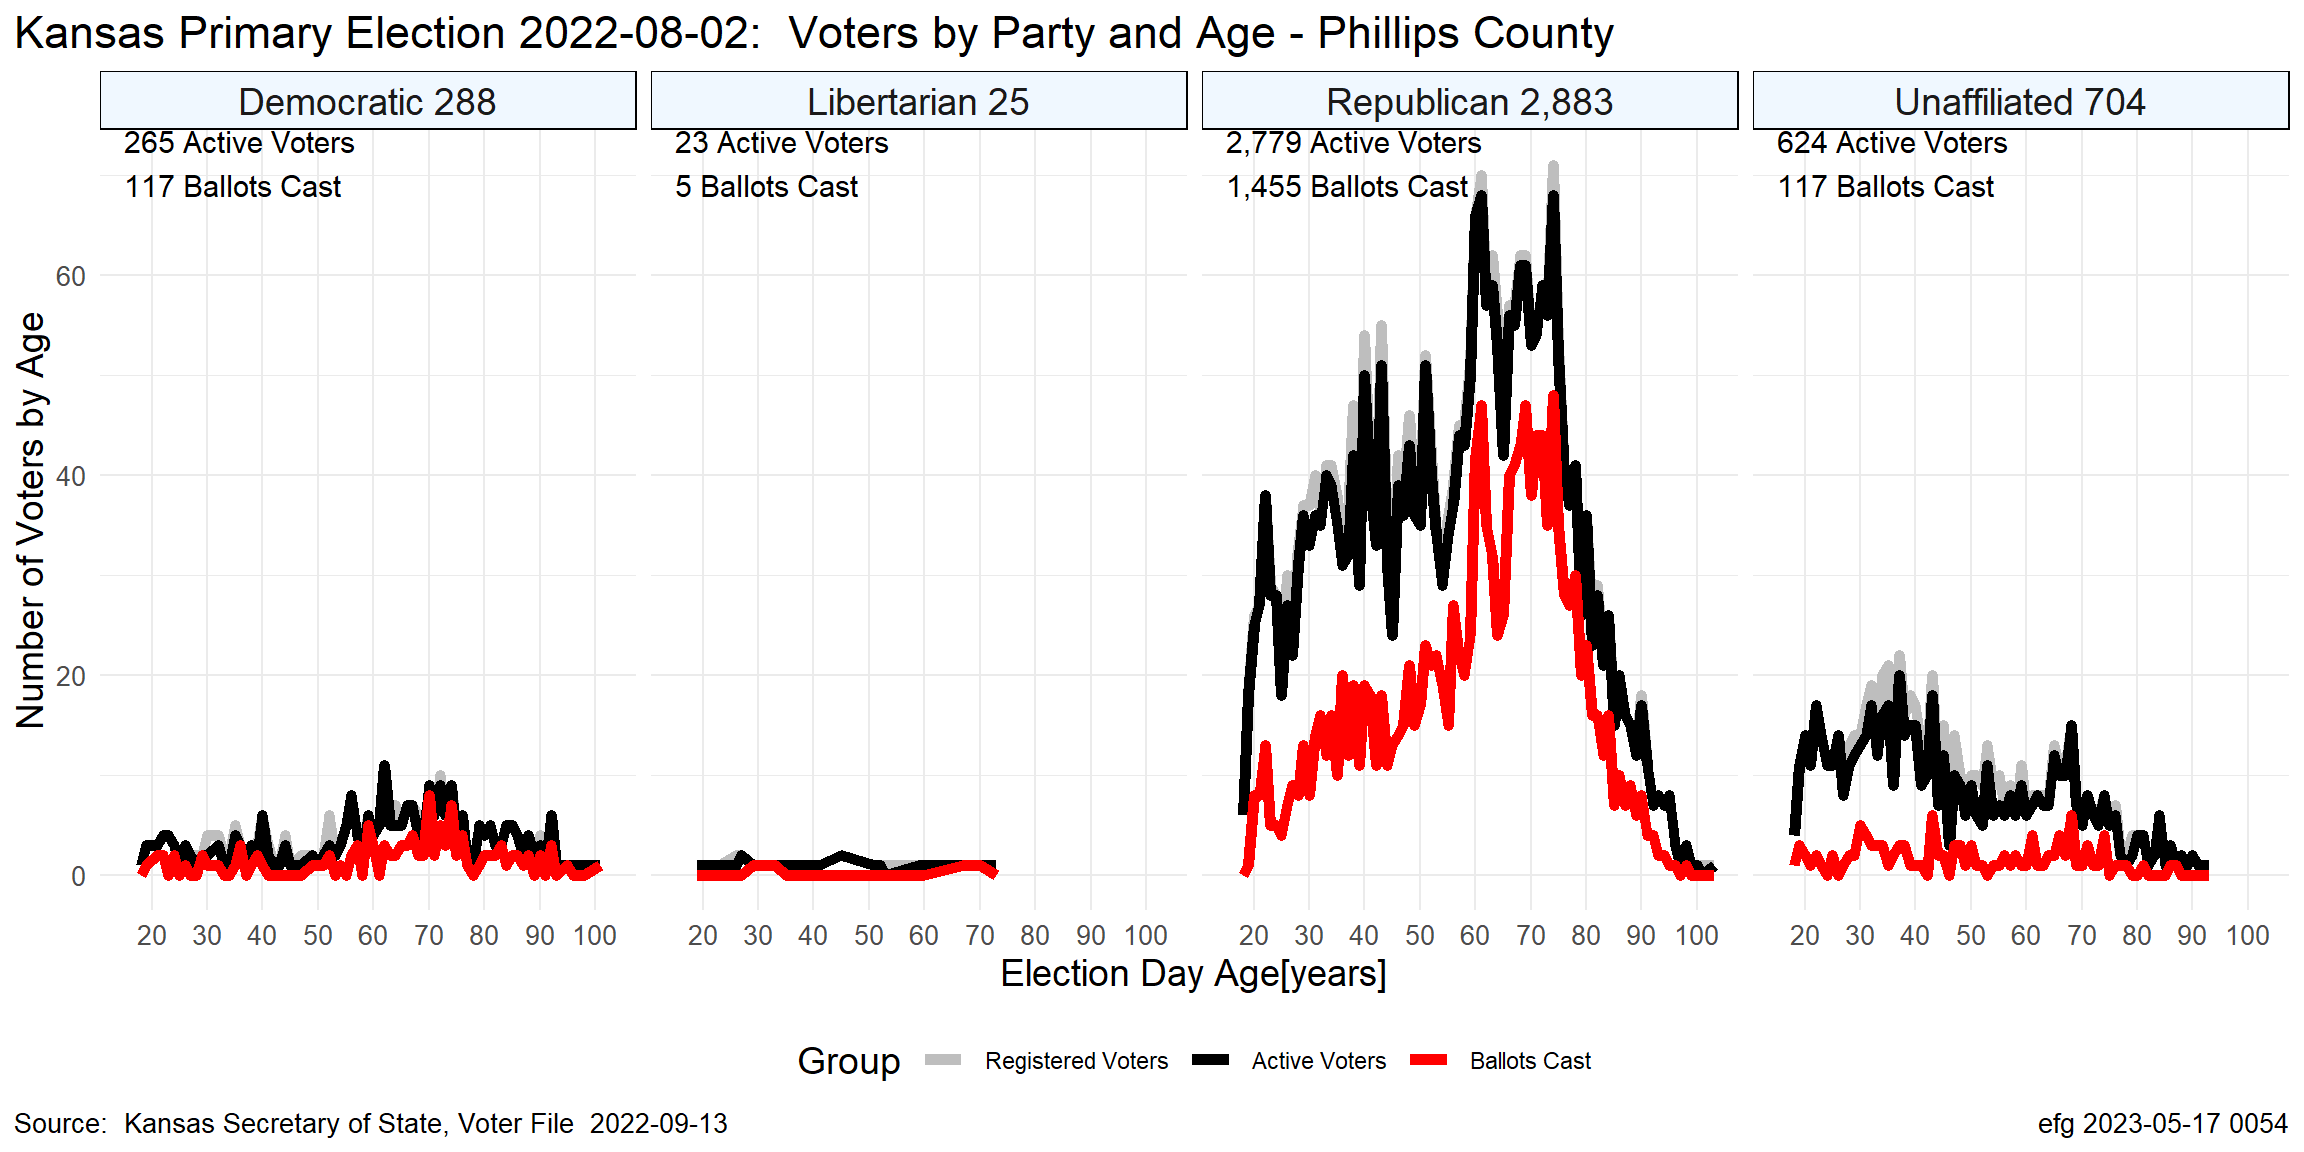 Kansas Primary Election 2022-08-02:  Voters by Party and Age - Phillips County
Democratic 288
Libertarian 25
Republican 2,883
Unaffiliated 704
265 Active Voters
117 Ballots Cast
23 Active Voters
5 Ballots Cast
2,779 Active Voters
1,455 Ballots Cast
624 Active Voters
117 Ballots Cast
Number of Voters by Age
60
40
20
0
20 30 40 50 60 70 80 90 100
20 30 40 50 60 70 80 90 100
20 30 40 50 60 70 80 90 100
20 30 40 50 60 70 80 90 100
Election Day Age[years]
Group Registered Voters Active Voters Ballots Cast
Source:  Kansas Secretary of State, Voter File  2022-09-13
efg 2023-05-17 0054